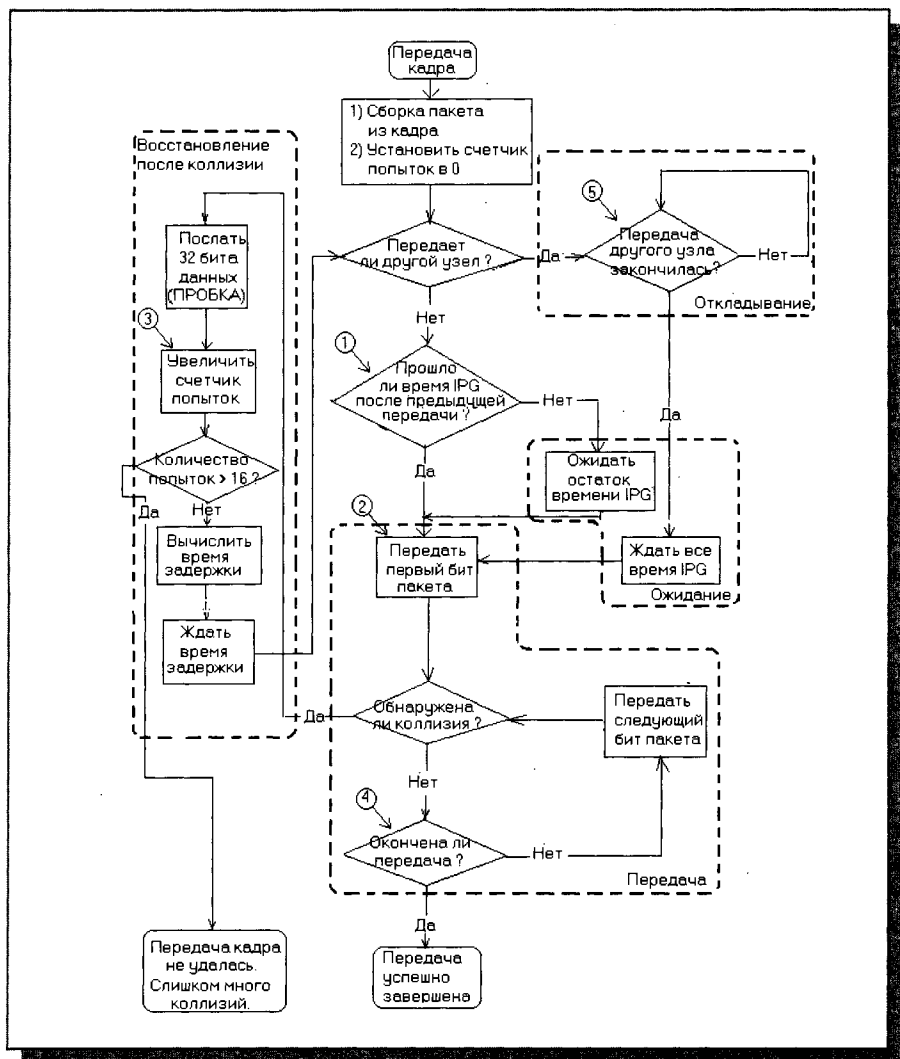 Передача
кадра
1) Сборка пакета
из кадра
2) Установить счетчик
попыток в 0
Восстановление
после коллизии
5
Послать
32 бита
данных
(ПРОБКА)
Передает
ли другой узел ?
Да
Передача
другого узла
закончилась?
Нет
Откладывание
Нет
3
1
Увеличить
счетчик
попыток
Прошло
ли время IPG
после предыдущей
передачи ?
Нет
Да
Количество
попыток > 16 ?
Да
Ожидать
остаток
времени IPG
Да
Нет
2
Вычислить
время
задержки
Передать
первый бит
пакета
Ждать все
время IPG
Ожидание
Ждать
время
задержки
Да
Обнаружена
ли коллизия ?
Передать
следующий
бит пакета
Нет
4
Окончена ли
передача ?
Нет
Передача
Да
Передача кадра
не удалась.
Слишком много
коллизий.
Передача
успешно
завершена